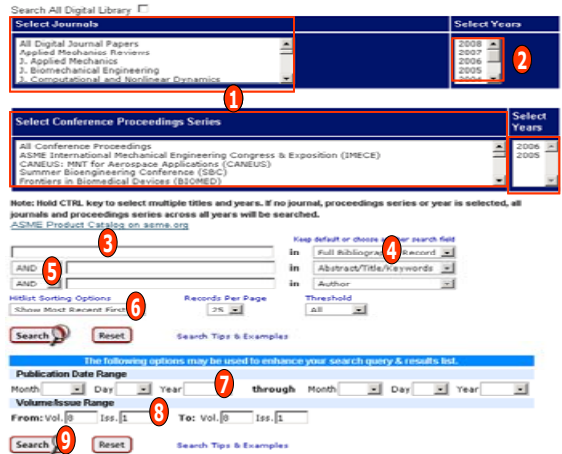 Search All Digital Library
Select Journals
Select Years
All Digital Journal Papers
Applied Mechanics Reviews
J. Applied Mechanics
J. Biomechanical Engineering
J. Computational and Nonlinear Dynamics
2008
2007
2006
2005
2
1
Select Conference Proceedings Series
Select Years
All Conference Proceedings
ASME International Mechanical Engineering Congress & Exposition (IMECE)
CANEUS: MNT for Aerospace Applications (CANEUS)
Summer Bioengineering Conference (SBC)
Frontiers in Biomedical Devices (BIOMED)
2006
2005
Note: Hold CTRL key to select multiple titles and years. If no journal, proceedings series or year is selected, all
journals and proceedings series across all years will be searched.
ASME Product Catalog on asme.org
3
Keep default or choose search field
in Full Record
4
AND
5
in Abstract/Title/Keywords
AND
in Author
Hitlist Sorting Options
Records Per Page
Threshold
Show Most Recent First
6
25
All
Search
Reset
Search Tips & Examples
The following options may be used to enhance your search query & results list.
Publication Date Range
Month Day Year
7
through Month Day Year
Volume/Issue Range
From: Vol. 8 Iss. 1
8
To: Vol. 8 Iss. 1
Search
9
Reset
Search Tips & Examples